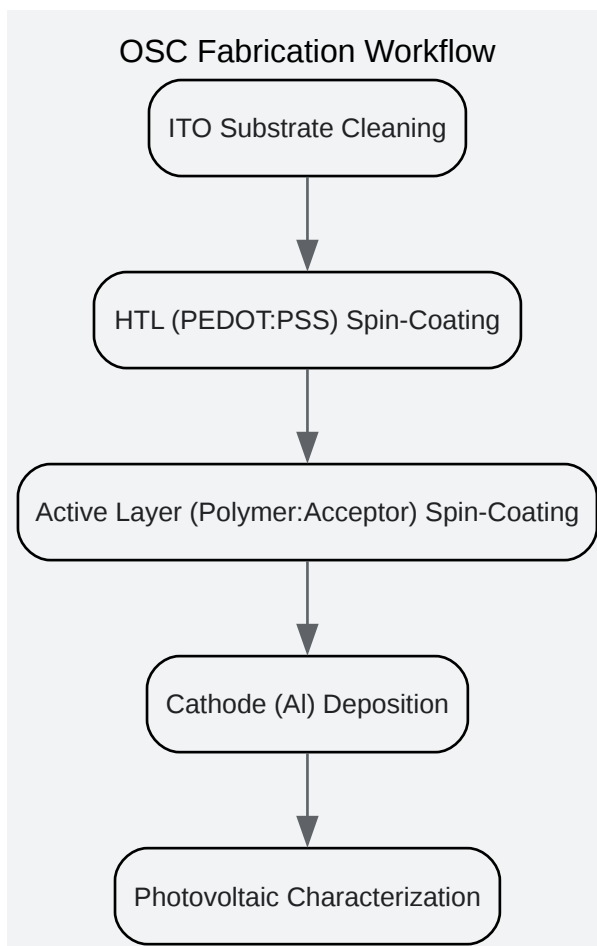 OSC Fabrication Workflow
ITO Substrate Cleaning
HTL (PEDOT:PSS) Spin-Coating
Active Layer (Polymer:Acceptor) Spin-Coating
Cathode (Al) Deposition
Photovoltaic Characterization